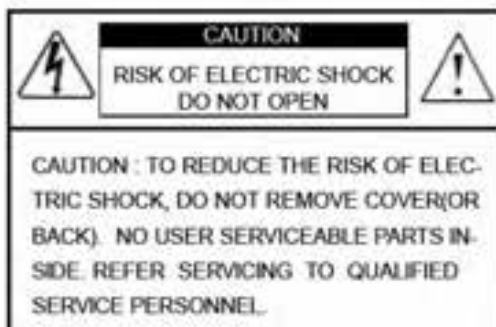 CAUTION
RISK OF ELECTRIC SHOCK
DO NOT OPEN
!
CAUTION : TO REDUCE THE RISK OF ELEC-
TRIC SHOCK, DO NOT REMOVE COVER(OR
BACK). NO USER SERVICEABLE PARTS IN-
SIDE. REFER SERVICING TO QUALIFIED
SERVICE PERSONNEL.